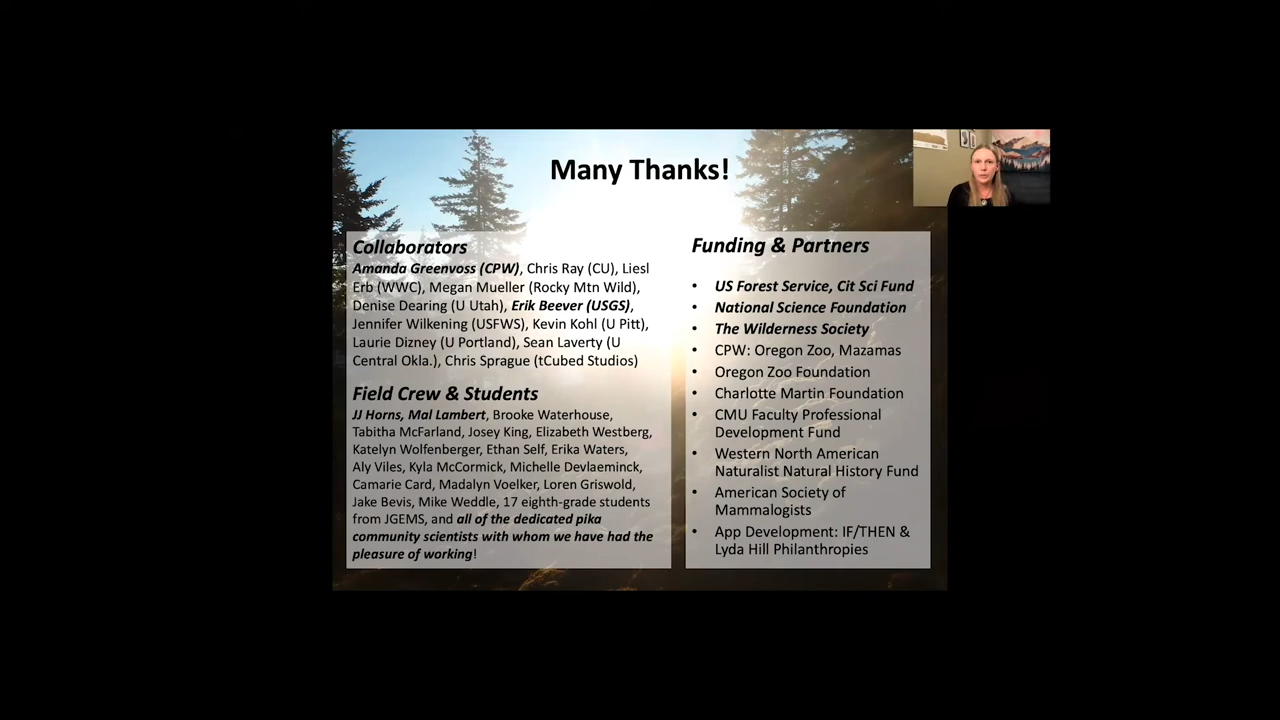 Many Thanks!
Collaborators
Amanda Greenvoss (CPW), Chris Ray (CU), Liesl
Erb (WWC), Megan Mueller (Rocky Mtn Wild),
Denise Dearing (U Utah), Erik Beever (USGS),
Jennifer Wilkening (USFWS), Kevin Kohl (U Pitt),
Laurie Dizney (U Portland), Sean Laverty (U
Central Okla.), Chris Sprague (tCubed Studios)
Field Crew & Students
JJ Horns, Mal Lambert, Brooke Waterhouse,
Tabitha McFarland, Josey King, Elizabeth Westberg,
Katelyn Wolfenberger, Ethan Self, Erika Waters,
Aly Viles, Kyla McCormick, Michelle Devlaeminck,
Camarie Card, Madalyn Voelker, Loren Griswold,
Jake Bevis, Mike Weddle, 17 eighth-grade students
from JGEMS, and all of the dedicated pika
community scientists with whom we have had the
pleasure of working!
Funding & Partners
• US Forest Service, Cit Sci Fund
• National Science Foundation
• The Wilderness Society
• CPW: Oregon Zoo, Mazamas
• Oregon Zoo Foundation
• Charlotte Martin Foundation
• CMU Faculty Professional
Development Fund
• Western North American
Naturalist Natural History Fund
• American Society of
Mammalogists
• App Development: IF/THEN &
Lyda Hill Philanthropies